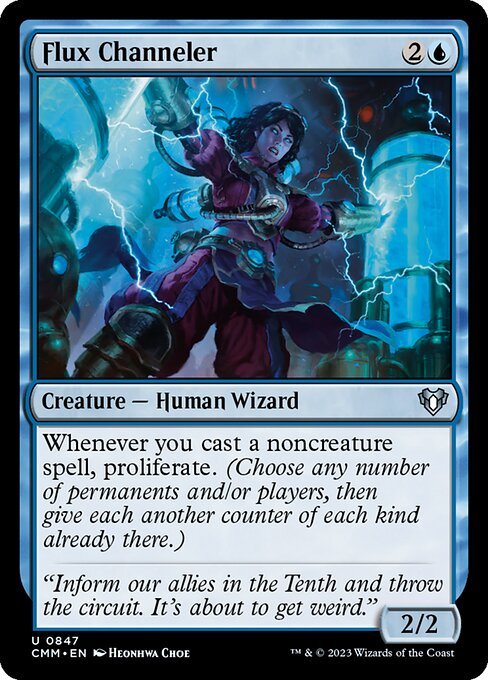 Flux Channeler 2
Creature — Human Wizard
Whenever you cast a noncreature
spell, proliferate. (Choose any number
of permanents and/or players, then
give each another counter of each kind
already there.)
“Inform our allies in the Tenth and throw
the circuit. It’s about to get weird.”
2/2
U 0847
CMM • EN Heonhwa Choe
™ & © 2023 Wizards of the Coast